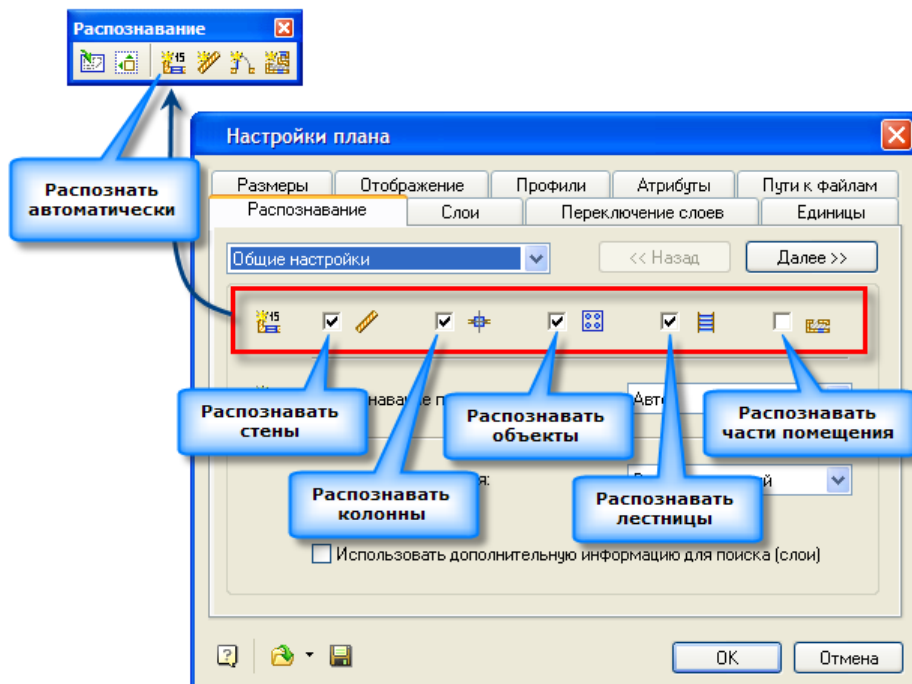 Распознавание
15
Распознать
автоматически
Настройки плана
Размеры
Отображение
Профили
Атрибуты
Пути к файлам
Распознавание
Слои
Переключение слоев
Единицы
Общие настройки
<< Назад
Далее >>
15
Распознавать
стены
Распознавать
объекты
Распознавать
части помещения
Распознавать
колонны
Распознавать
лестницы
Использовать дополнительную информацию для поиска (слои)
OK
Отмена